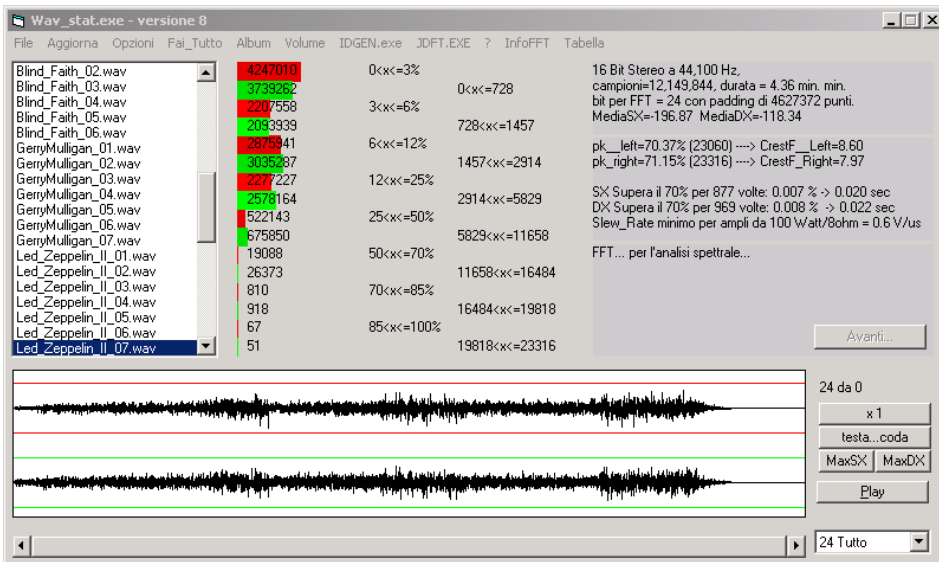 Wav_stat.exe - versione 8
File Aggiorna Opzioni Fai_Tutto Album Volume IDGEN.exe JDFT.EXE ? InfoFFT Tabella
Blind_Faith_02.wav
Blind_Faith_03.wav
Blind_Faith_04.wav
Blind_Faith_05.wav
Blind_Faith_06.wav
GerryMulligan_01.wav
GerryMulligan_02.wav
GerryMulligan_03.wav
GerryMulligan_04.wav
GerryMulligan_05.wav
GerryMulligan_06.wav
GerryMulligan_07.wav
Led_Zeppelin_II_01.wav
Led_Zeppelin_II_02.wav
Led_Zeppelin_II_03.wav
Led_Zeppelin_II_04.wav
Led_Zeppelin_II_05.wav
Led_Zeppelin_II_06.wav
Led_Zeppelin_II_07.wav
4247010 0<x<=3%
3739262 0<x<=728
2207558 3<x<=6%
2093939 728<x<=1457
2875941 6<x<=12%
3035287 1457<x<=2914
2277227 12<x<=25%
2578164 2914<x<=5829
522143 25<x<=50%
675850 5829<x<=11658
19088 50<x<=70%
26373 11658<x<=16484
810 70<x<=85%
918 16484<x<=19818
67 85<x<=100%
51 19818<x<=23316
16 Bit Stereo a 44,100 Hz,
campioni=12,149,844, durata = 4.36 min. min.
bit per FFT = 24 con padding di 4627372 punti.
MediaSX=-196.87 MediaDX=-118.34
pk__left=70.37% (23060) ----> CrestF__Left=8.60
pk_right=71.15% (23316) ----> CrestF_Right=7.97
SX Supera il 70% per 877 volte: 0.007 % -> 0.020 sec
DX Supera il 70% per 969 volte: 0.008 % -> 0.022 sec
Slew_Rate minimo per ampli da 100 Watt/8ohm = 0.6 V/us
FFT... per l'analisi spettrale...
Avanti...
24 da 0
x 1
testa...coda
MaxSX MaxDX
Play
24 Tutto